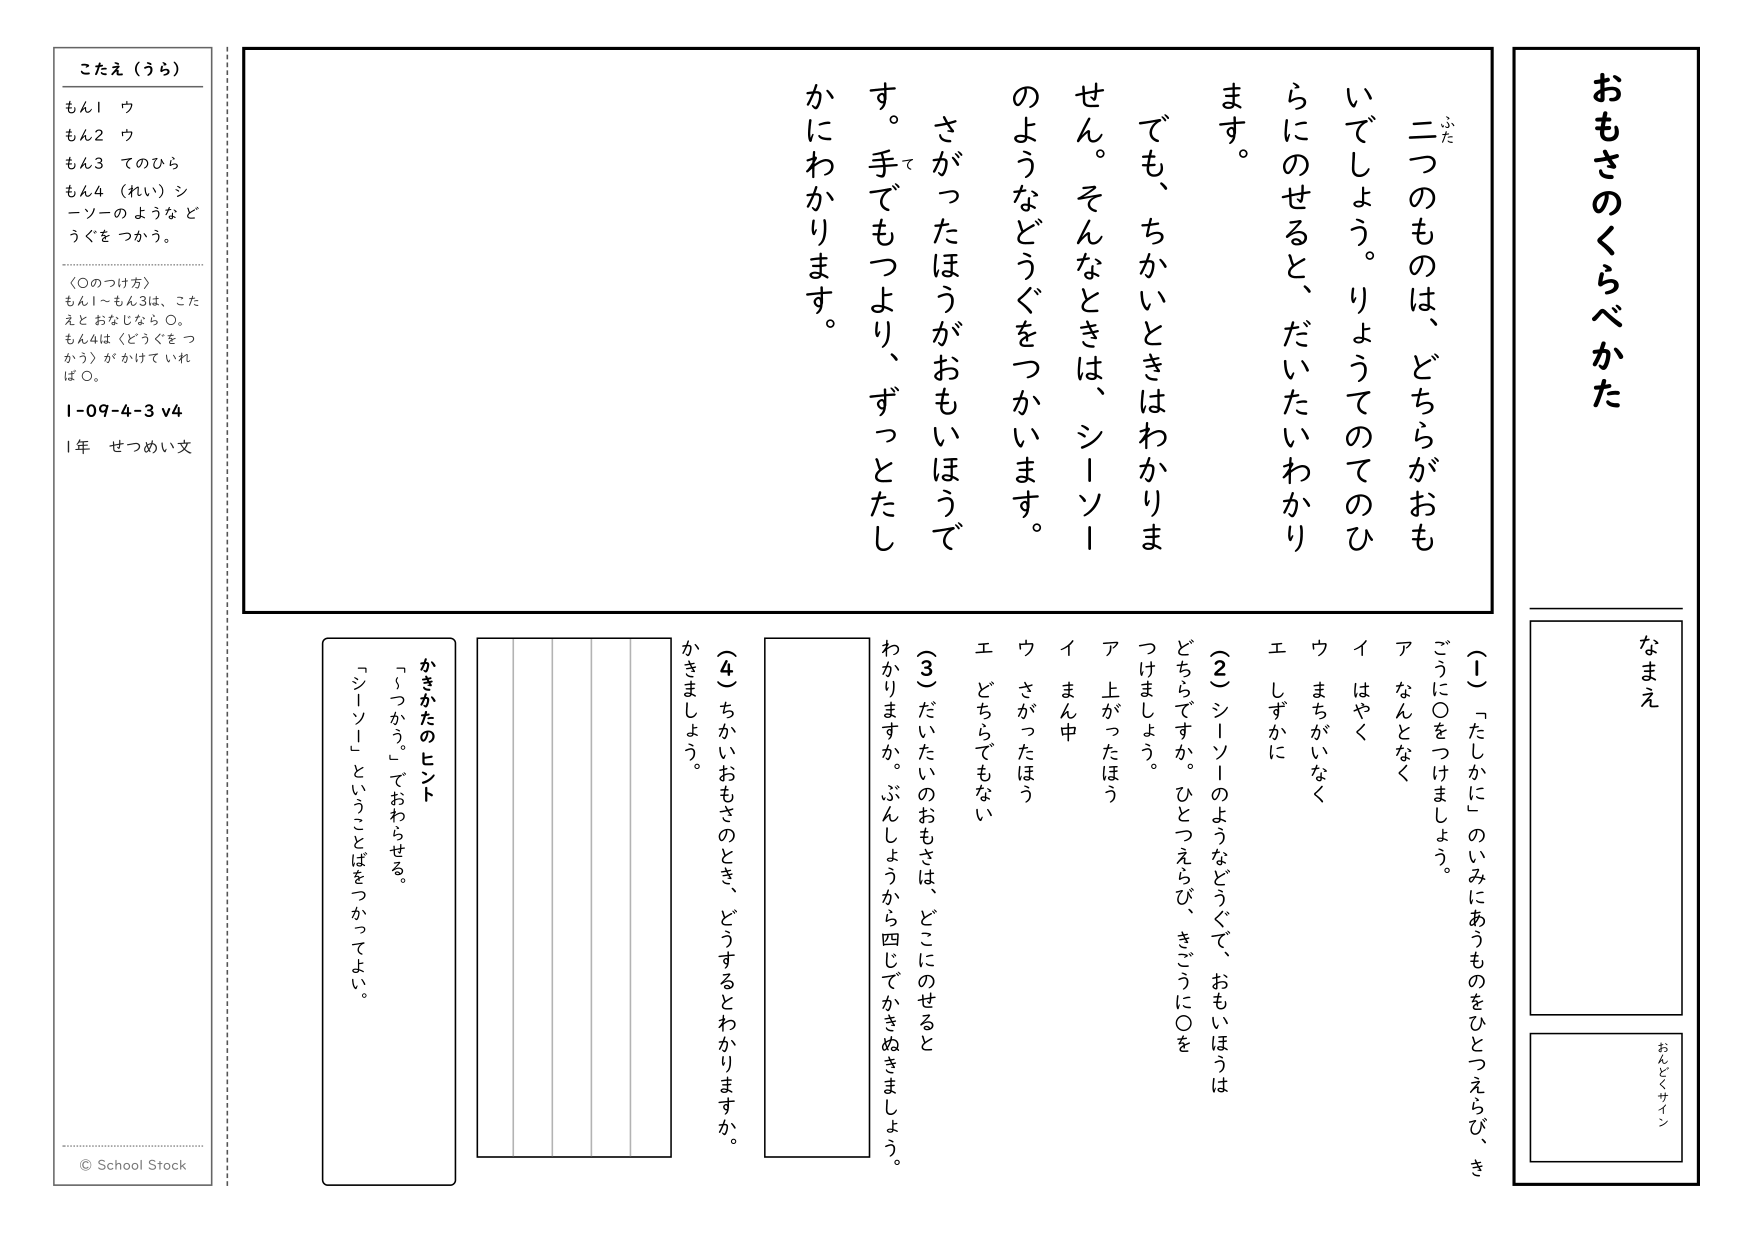 おもさのくらべかた
なまえ
おんどくサイン
二つのものは、どちらがおも
ふた
いでしょう。りょうてのてのひ
らにのせると、だいたいわかり
ます。
でも、ちかいときはわかりま
せん。そんなときは、シーソー
のようなどうぐをつかいます。
さがったほうがおもいほうで
す。手でもつより、ずっとたし
て
かにわかります。
(1)「たしかに」のいみにあうものをひとつえらび、き
ごうに〇をつけましょう。
ア なんとなく
イ はやく
ウ まちがいなく
エ しずかに
(2)シーソーのようなどうぐで、おもいほうは
どちらですか。ひとつえらび、きごうに〇を
つけましょう。
ア 上がったほう
イ まん中
ウ さがったほう
エ どちらでもない
(3)だいたいのおもさは、どこにのせると
わかりますか。ぶんしょうから四じでかきぬきましょう。
(4)ちかいおもさのとき、どうするとわかりますか。
かきましょう。
かきかたの ヒント
「～つかう。」でおわらせる。
「シーソー」ということばをつかってよい。
こたえ（うら）
もん1 ウ
もん2 ウ
もん3 てのひら
もん4 （れい）シ
ーソーの ような ど
うぐを つかう。
〈〇のつけ方〉
もん1～もん3は、こた
えと おなじなら 〇。
もん4は〈どうぐを つ
かう〉が かけて いれ
ば 〇。
1-09-4-3 v4
1年 せつめい文
© School Stock